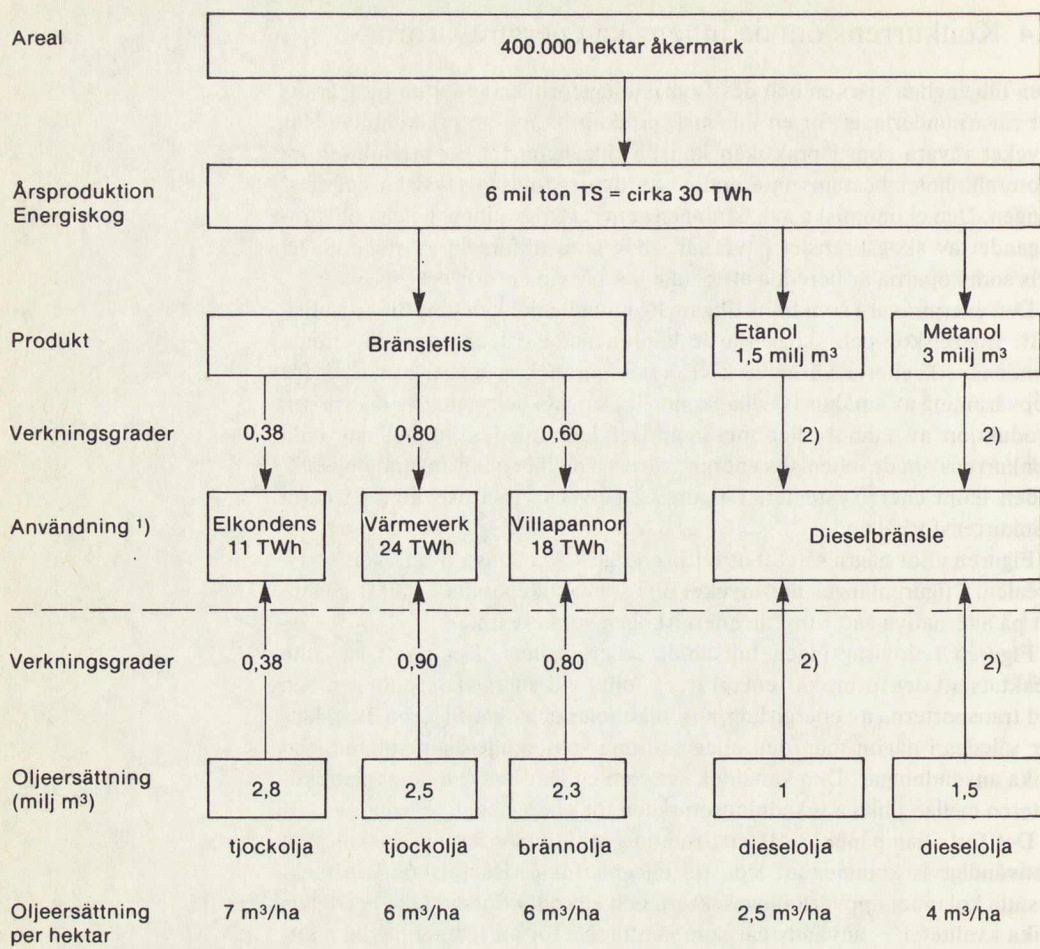 Areal
400.000 hektar åkermark
Årsproduktion
Energiskog
6 mil ton TS = cirka 30 TWh
Produkt
Bränsleflis
Etanol
1,5 milj m³
Metanol
3 milj m³
Verkningsgrader 0,38 0,80 0,60 2) 2)
Användning ¹)
Elkondens
11 TWh
Värmeverk
24 TWh
Villapannor
18 TWh
Dieselbränsle
Verkningsgrader 0,38 0,90 0,80 2) 2)
Oljeersättning
(milj m³)
2,8 2,5 2,3 1 1,5
tjockolja tjockolja brännolja dieselolja dieselolja
Oljeersättning
per hektar
7 m³/ha 6 m³/ha 6 m³/ha 2,5 m³/ha 4 m³/ha